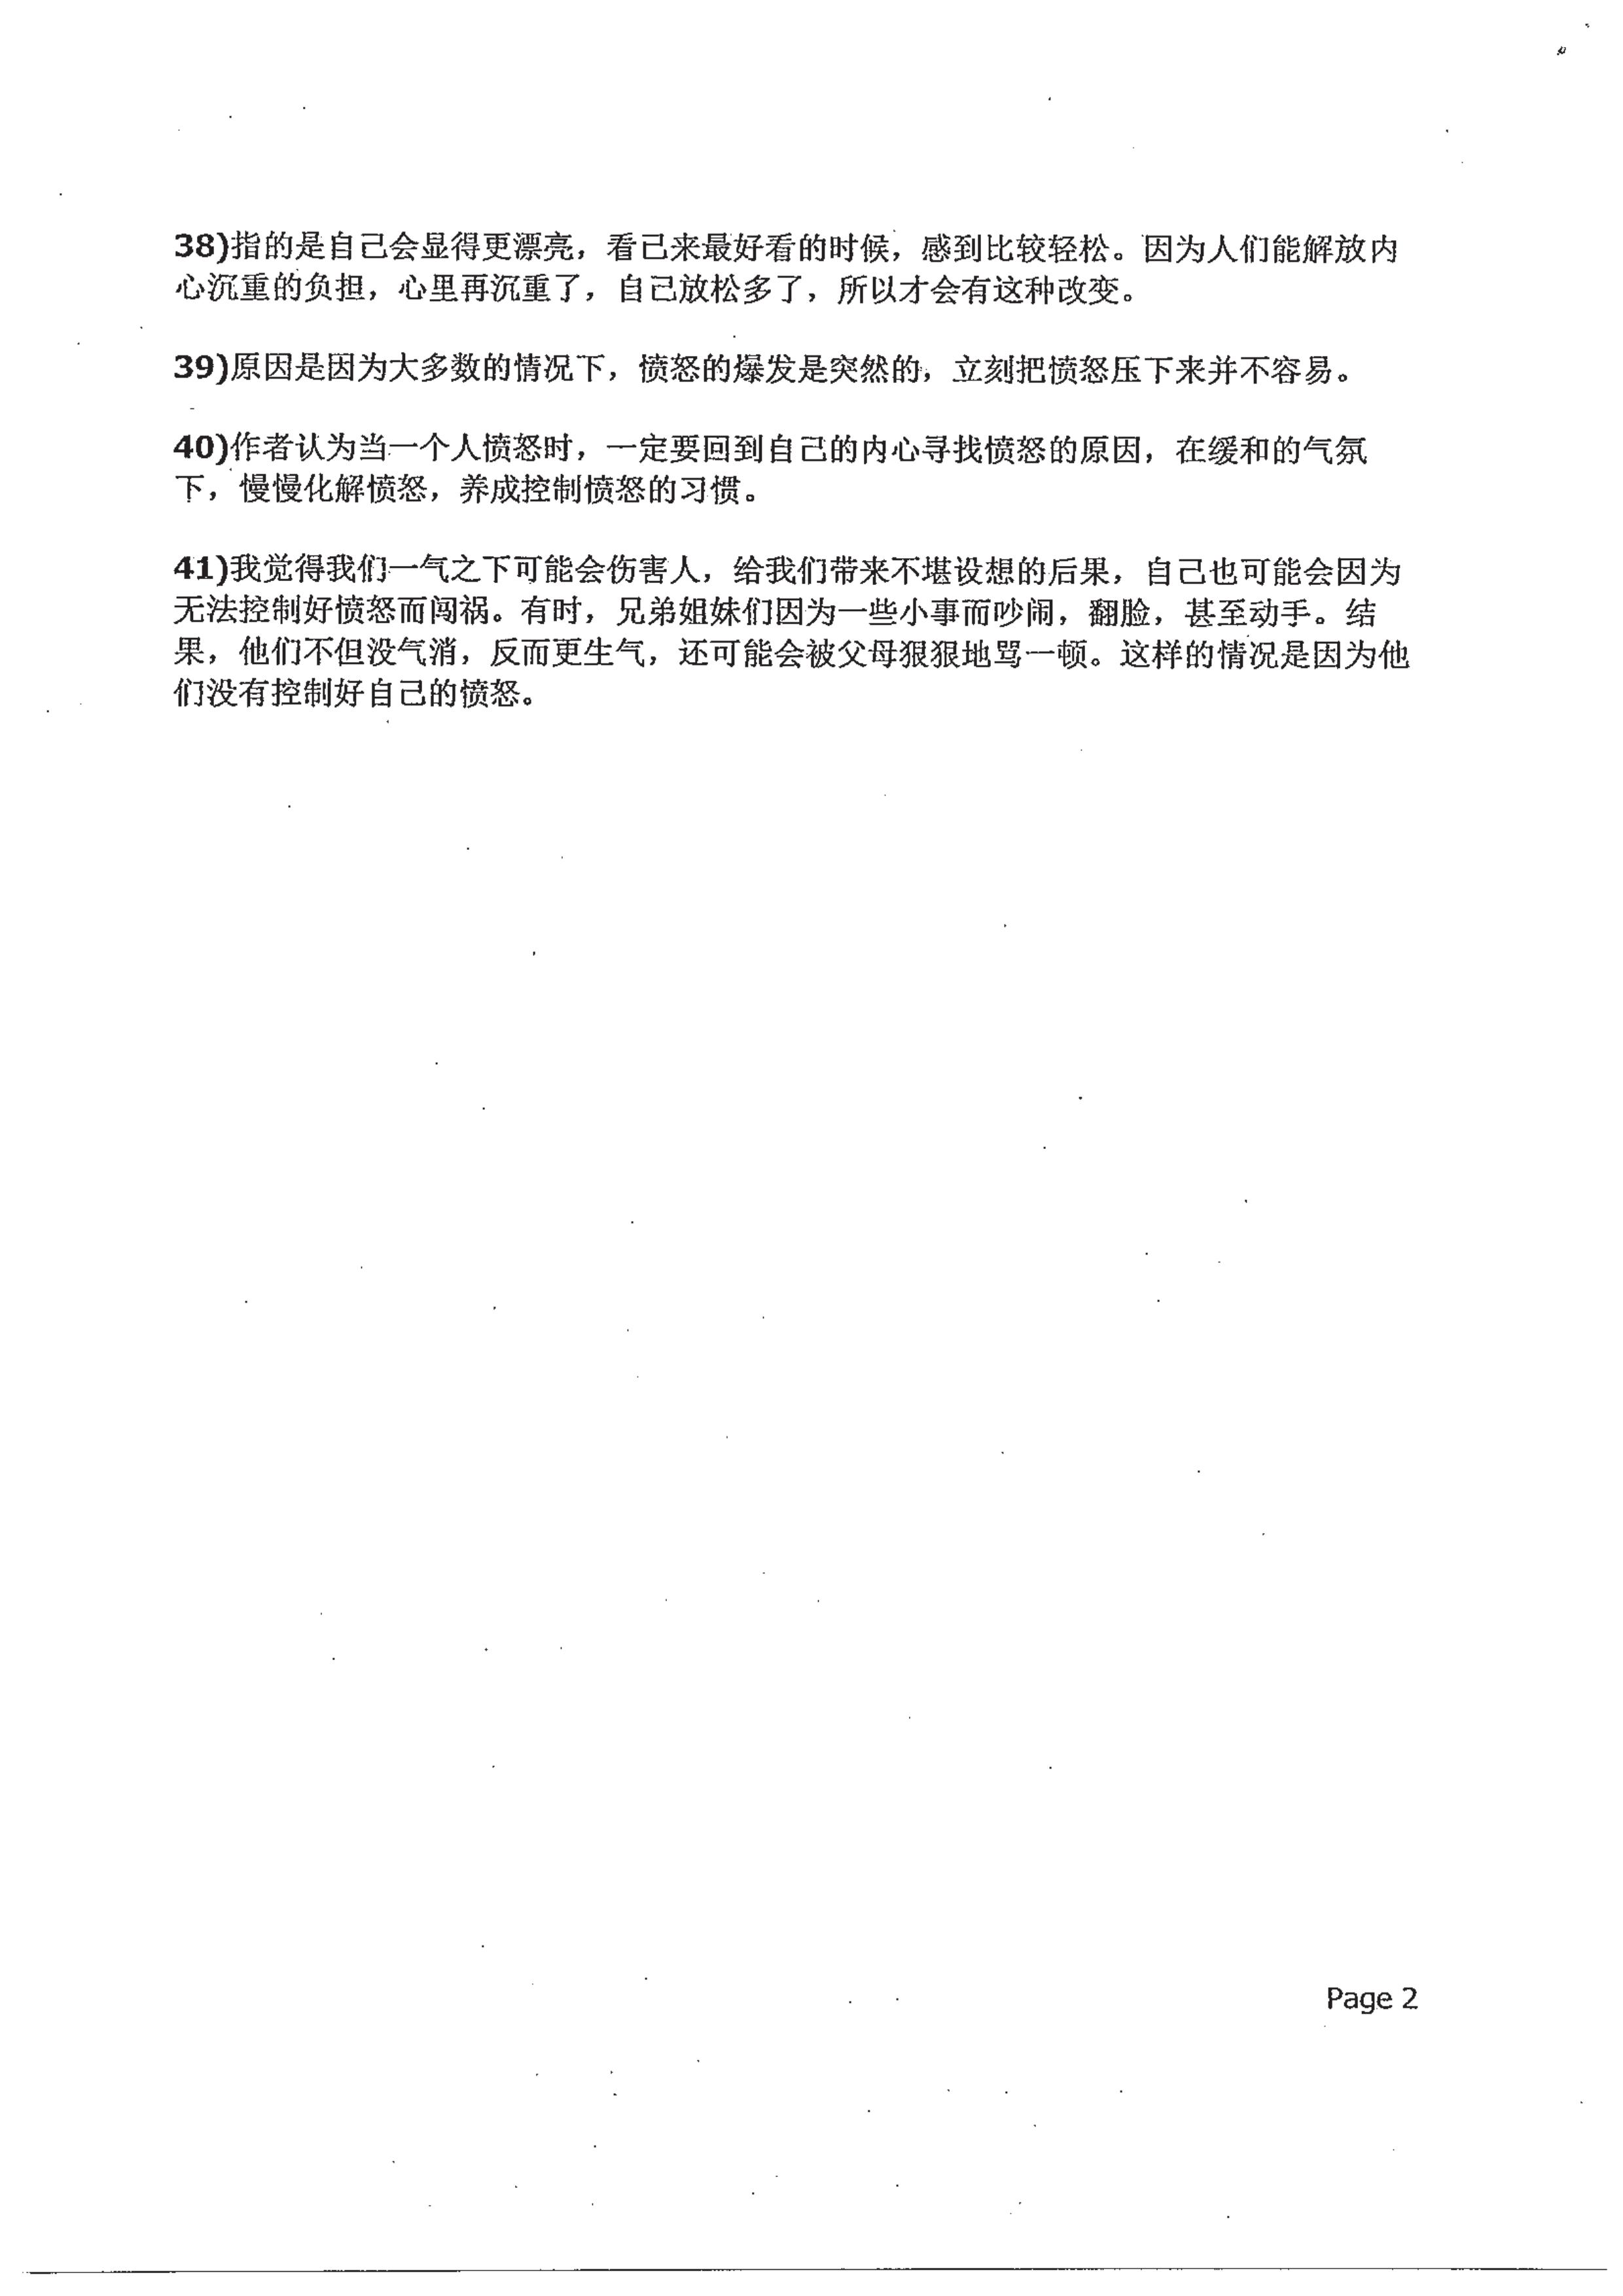 38)指的是自己会显得更漂亮，看已来最好看的时候，感到比较轻松。因为人们能解放内
心沉重的负担，心里再沉重了，自己放松多了，所以才会有这种改变。
39)原因是因为大多数的情况下，愤怒的爆发是突然的，立刻把愤怒压下来并不容易。
40)作者认为当一个人愤怒时，一定要回到自己的内心寻找愤怒的原因，在缓和的气氛
下，慢慢化解愤怒，养成控制愤怒的习惯。
41)我觉得我们一气之下可能会伤害人，给我们带来不堪设想的后果，自己也可能会因为
无法控制好愤怒而闯祸。有时，兄弟姐妹们因为一些小事而吵闹，翻脸，甚至动手。结
果，他们不但没气消，反而更生气，还可能会被父母狠狠地骂一顿。这样的情况是因为他
们没有控制好自己的愤怒。
Page 2